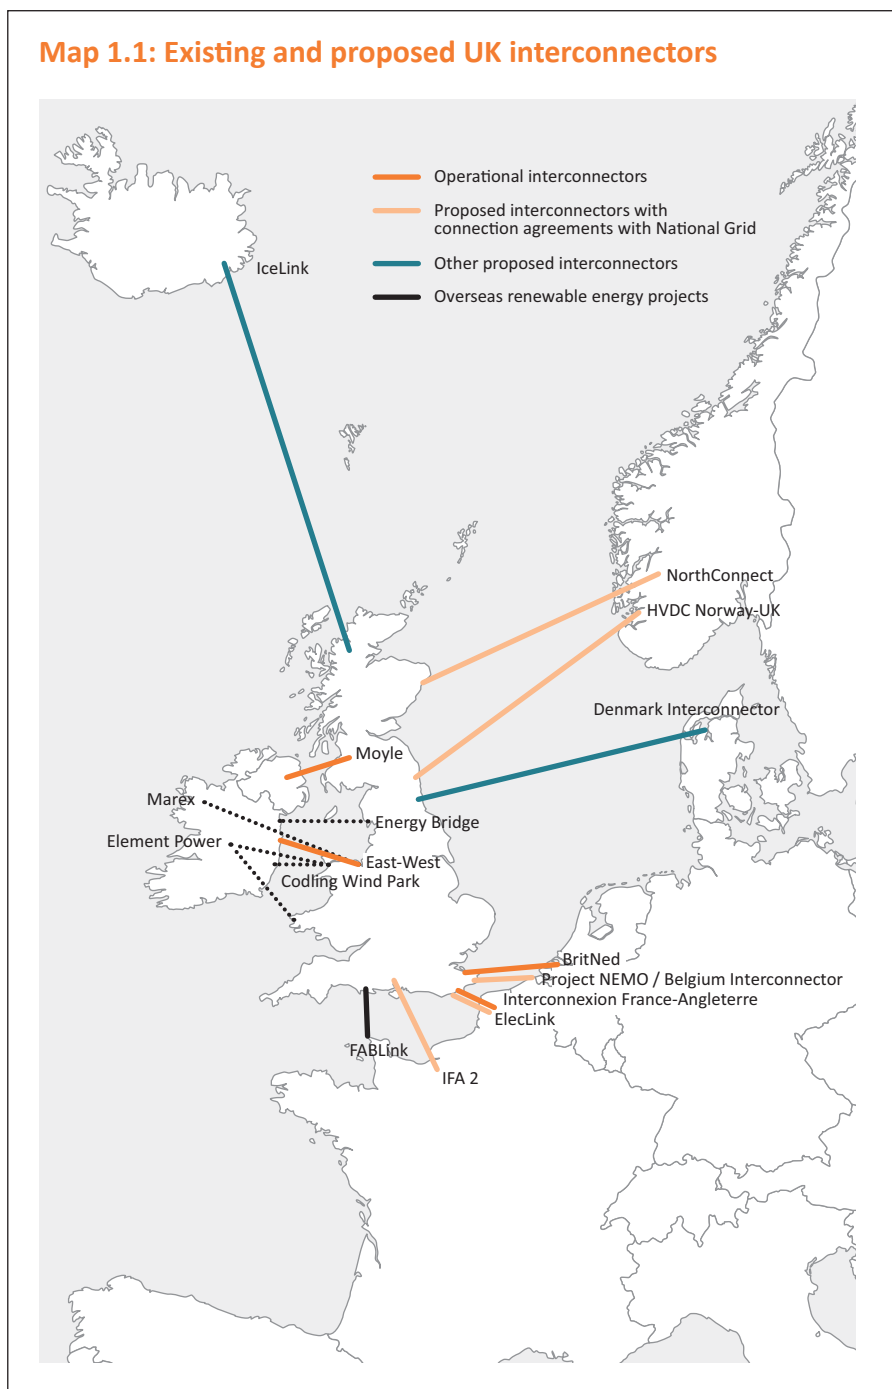 Map 1.1: Existing and proposed UK interconnectors
Operational interconnectors
Proposed interconnectors with
connection agreements with National Grid
Other proposed interconnectors
Overseas renewable energy projects
IceLink
NorthConnect
HVDC Norway-UK
Denmark Interconnector
Moyle
Marex
Energy Bridge
Element Power
East-West
Codling Wind Park
BritNed
Project NEMO / Belgium Interconnector
Interconnexion France-Angleterre
ElecLink
FABLink
IFA 2